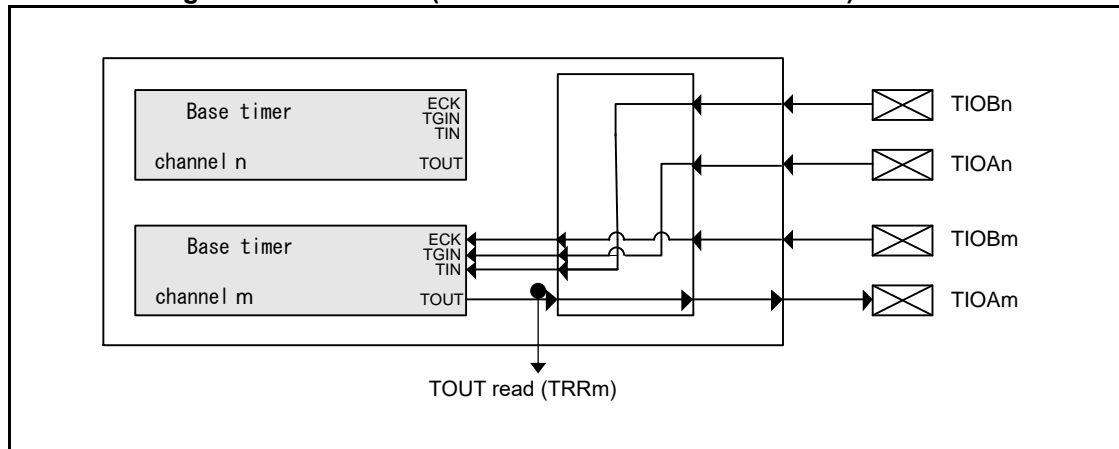 Base timer
channel n
ECK
TGIN
TIN
TOUT
Base timer
channel m
ECK
TGIN
TIN
TOUT
TIOBn
TIOAn
TIOBm
TIOAm
TOUT read (TRRm)